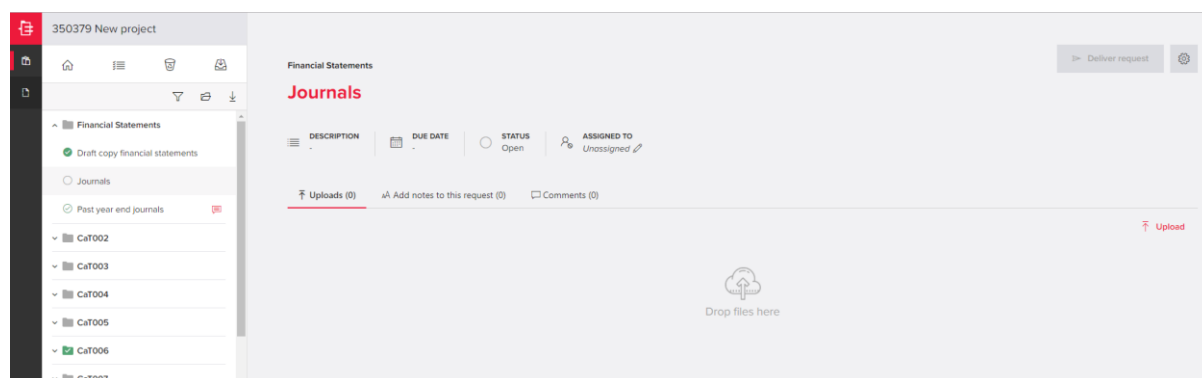 350379 New project
Financial Statements
Draft copy financial statements
Journals
Past year end journals
CaT002
CaT003
CaT004
CaT005
CaT006
CaT007
Financial Statements
Deliver request
Journals
DESCRIPTION
-
DUE DATE
-
STATUS
Open
ASSIGNED TO
Unassigned
Uploads (0)
Add notes to this request (0)
Comments (0)
Upload
Drop files here